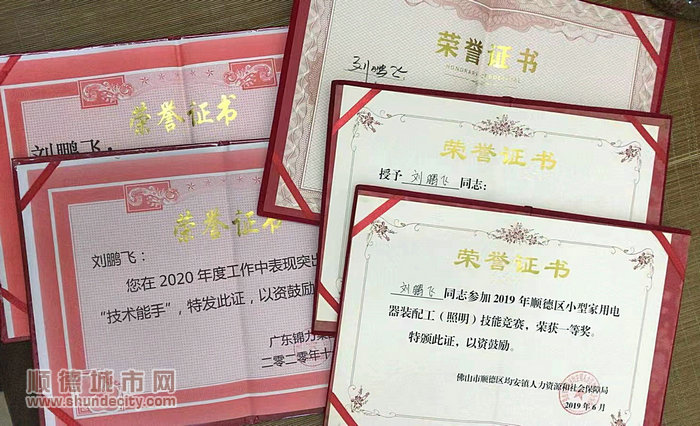 荣誉证书
刘鹏飞，
荣誉证书
刘鹏飞：
您在2020年度工作中表现突出
“技术能手”，特发此证，以资鼓励
广东锦力
二零二零年十
荣誉证书
刘鹏飞
荣誉证书
授予 刘鹏飞 同志：
荣誉证书
刘鹏飞 同志参加2019年顺德区小型家用电
器装配工（照明）技能竞赛，荣获一等奖。
特颁此证，以资鼓励。
佛山市顺德区均安镇人力资源和社会保障局
2019年6月
顺德城市网
www.shundecity.com